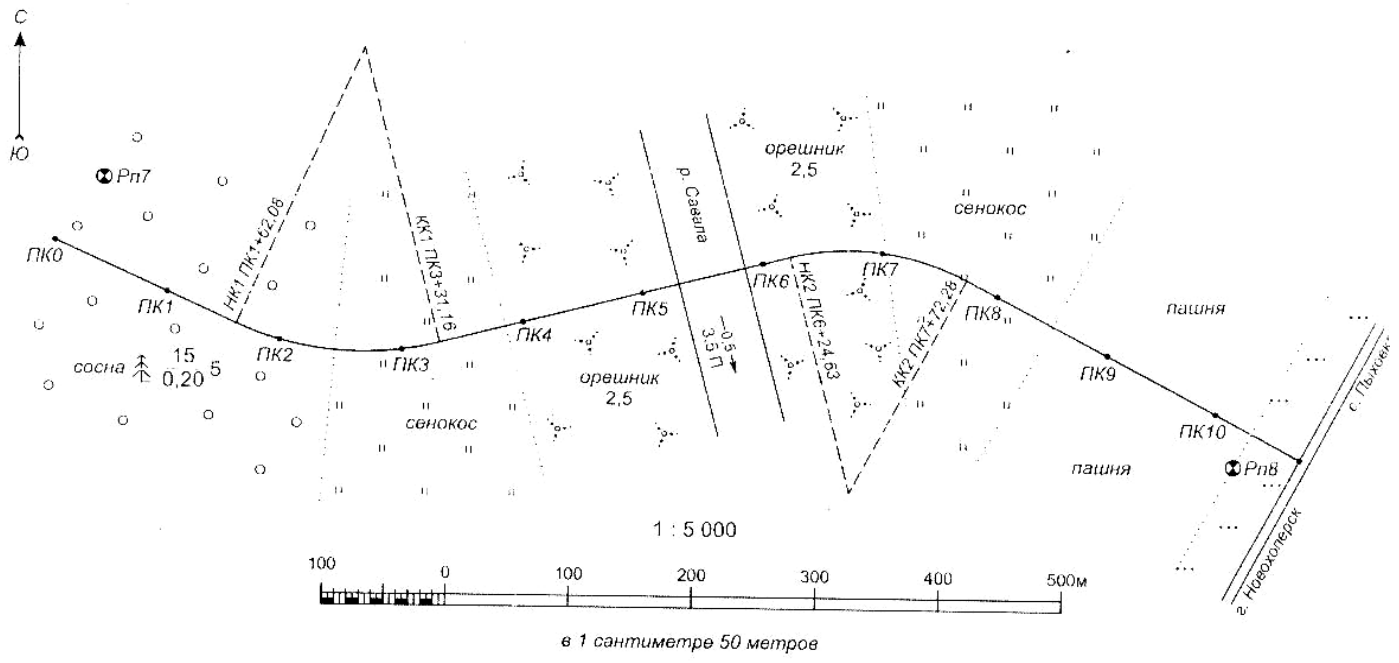 С
Ю
Рп7
ПК0
ПК1
НК1 ПК1+62,08
ПК2
КК1 ПК3+31,16
ПК3
сосна 15 5
0,20
сенокос
ПК4
орешник
2,5
ПК5
р. Савала
—0,5
3,5 П
ПК6
орешник
2,5
НК2 ПК6+24,63
КК2 ПК7+72,28
ПК7
сенокос
ПК8
пашня
ПК9
ПК10
пашня
Рп8
с. Пыховка
г. Новохоперск
1 : 5 000
100 0 100 200 300 400 500м
в 1 сантиметре 50 метров